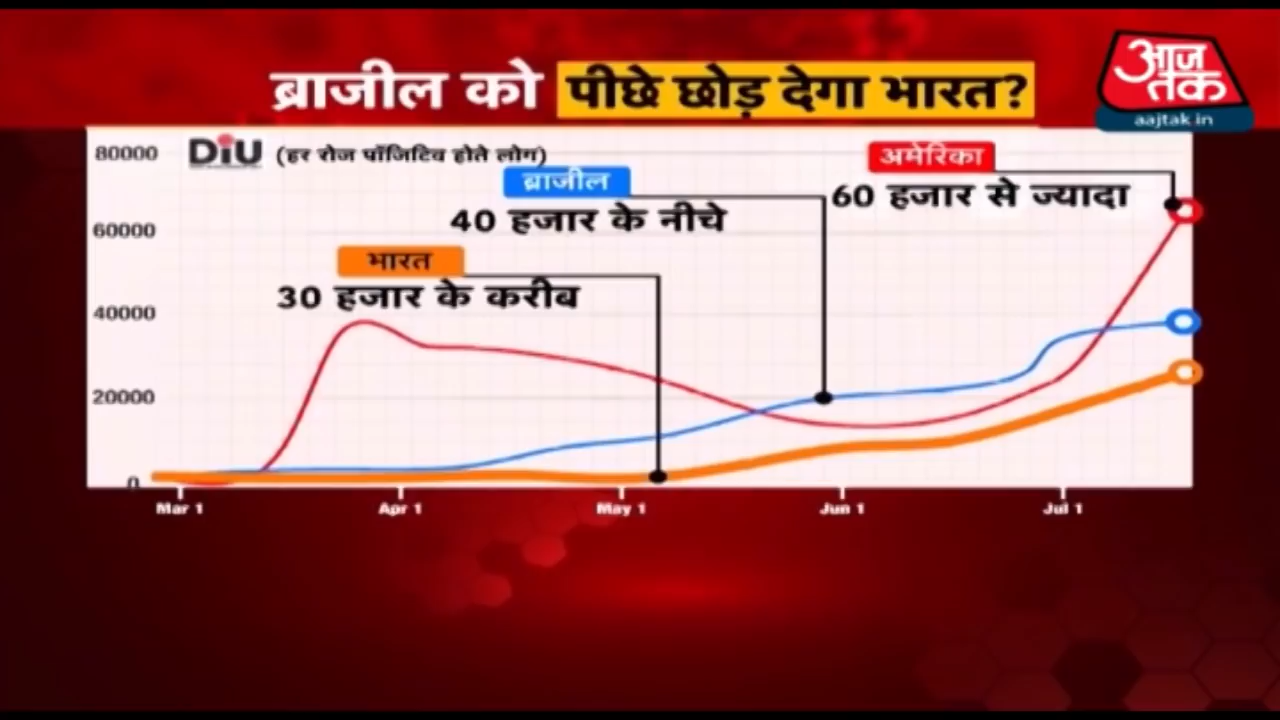 ब्राजील को पीछे छोड़ देगा भारत?
आज तक
aajtak.in
80000
DIU (हर रोज पॉजिटिव होते लोग)
अमेरिका
60 हजार से ज्यादा
ब्राजील
40 हजार के नीचे
60000
भारत
30 हजार के करीब
40000
20000
0
Mar 1 Apr 1 May 1 Jun 1 Jul 1